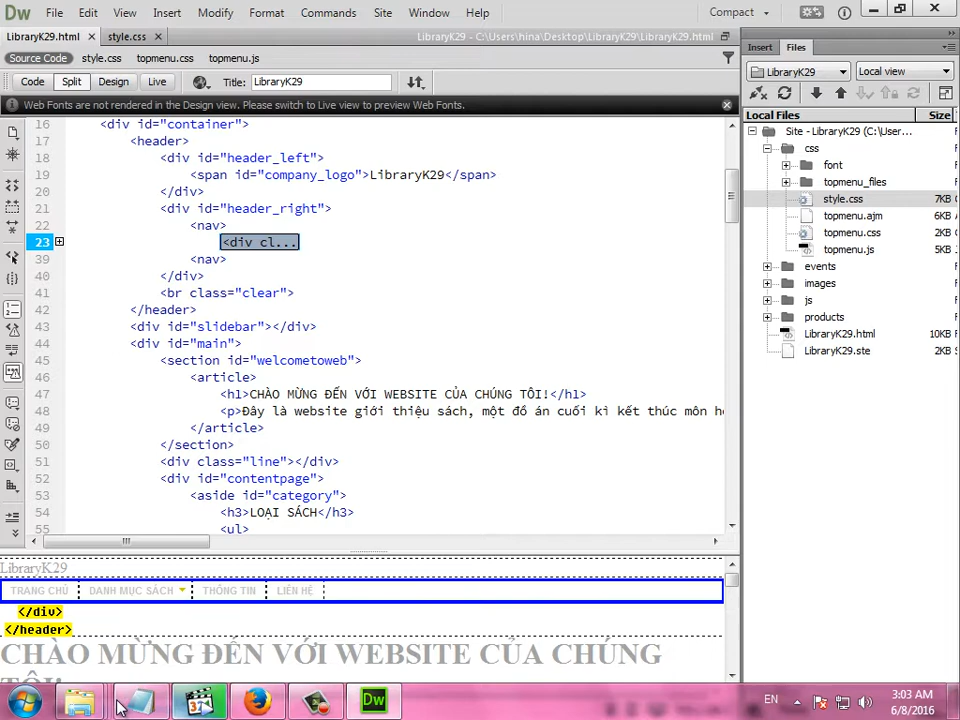 Dw File Edit View Insert Modify Format Commands Site Window Help Compact
LibraryK29.html style.css LibraryK29 - C:\Users\hina\Desktop\LibraryK29\LibraryK29.html
Source Code style.css topmenu.css topmenu.js
Code Split Design Live Title: LibraryK29
Web Fonts are not rendered in the Design view. Please switch to Live view to preview Web Fonts.
16 <div id="container">
17 <header>
18 <div id="header_left">
19 <span id="company_logo">LibraryK29</span>
20 </div>
21 <div id="header_right">
22 <nav>
23 <div cl...
39 <nav>
40 </div>
41 <br class="clear">
42 </header>
43 <div id="slidebar"></div>
44 <div id="main">
45 <section id="welcometoweb">
46 <article>
47 <h1>CHÀO MỪNG ĐẾN VỚI WEBSITE CỦA CHÚNG TÔI!</h1>
48 <p>Đây là website giới thiệu sách, một đồ án cuối kì kết thúc môn
49 </article>
50 </section>
51 <div class="line"></div>
52 <div id="contentpage">
53 <aside id="category">
54 <h3>LOẠI SÁCH</h3>
55 <ul>
LibraryK29
TRANG CHỦ DANH MỤC SÁCH THÔNG TIN LIÊN HỆ
</div>
</header>
CHÀO MỪNG ĐẾN VỚI WEBSITE CỦA CHÚNG
Insert Files
LibraryK29 Local view
Local Files Size
Site - LibraryK29 (C:\User...
css
font
topmenu_files
style.css 7KB
topmenu.ajm 6KB
topmenu.css 2KB
topmenu.js 5KB
events
images
js
products
LibraryK29.html 10KB
LibraryK29.ste 2KB
Dw EN 3:03 AM
6/8/2016